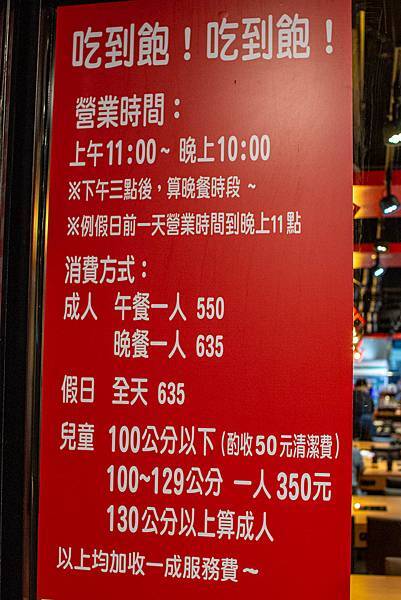 吃到飽！吃到飽！
營業時間：
上午11:00~ 晚上10:00
※下午三點後，算晚餐時段~
※例假日前一天營業時間到晚上11點
消費方式：
成人 午餐一人 550
晚餐一人 635
假日 全天 635
兒童 100公分以下(酌收50元清潔費)
100~129公分 一人350元
130公分以上算成人
以上均加收一成服務費~